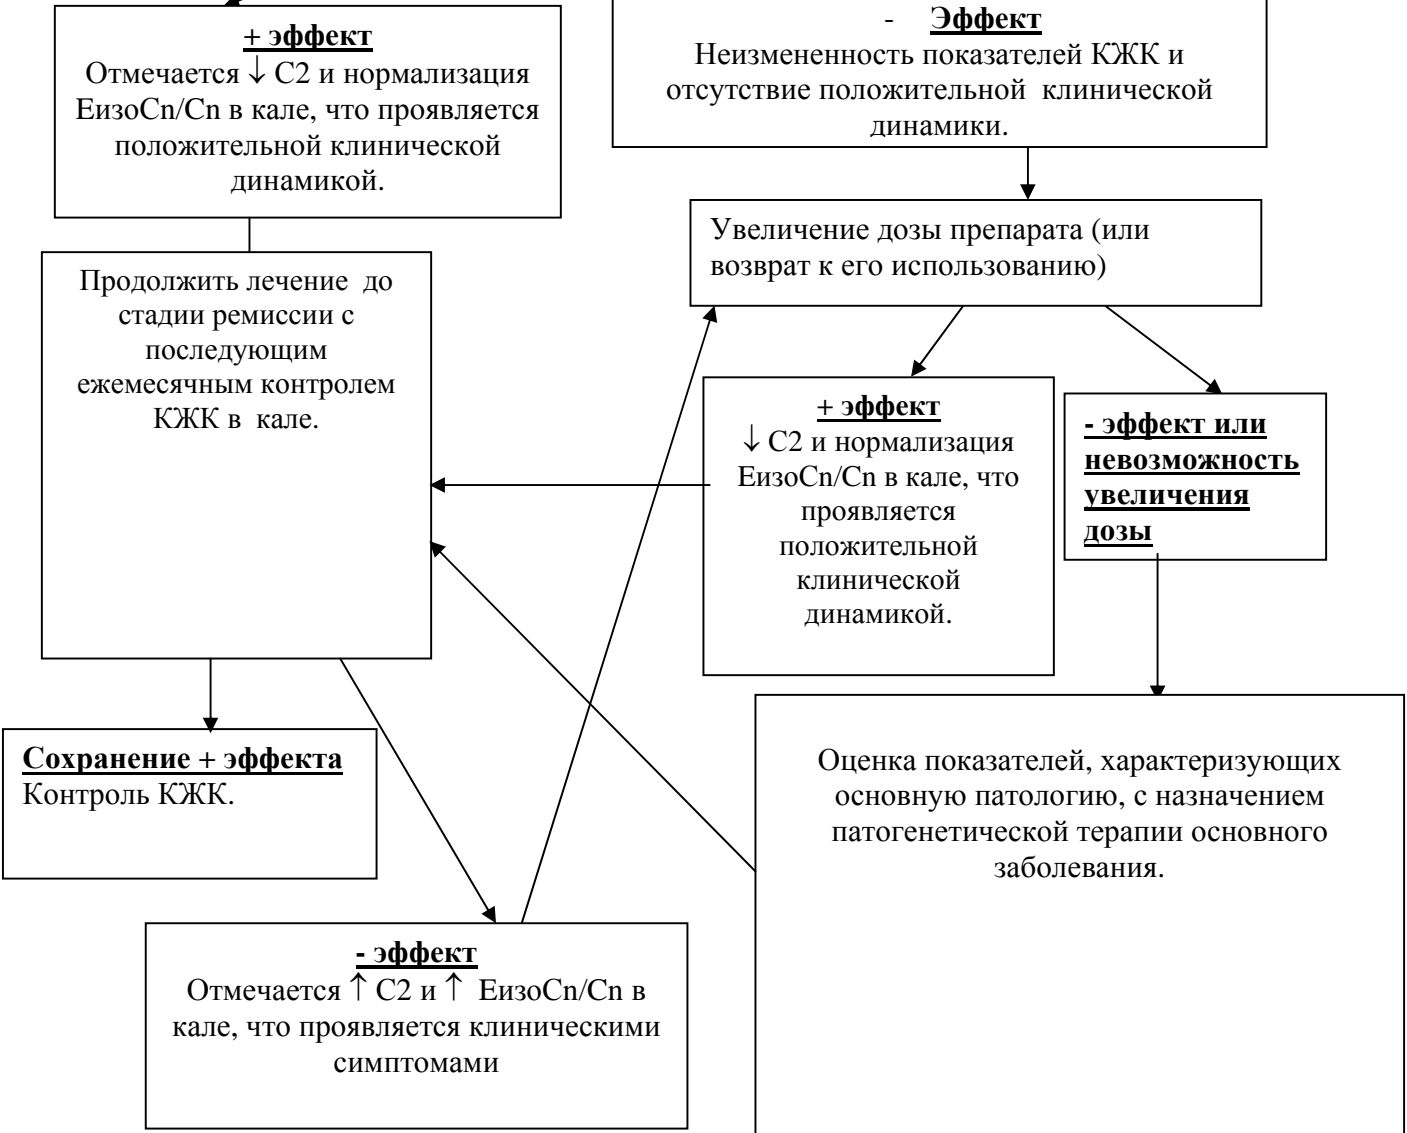 + эффект
Отмечается ↓ С2 и нормализация
ЕизоСn/Cn в кале, что проявляется
положительной клинической
динамикой.
- Эффект
Неизмененность показателей КЖК и
отсутствие положительной клинической
динамики.
Увеличение дозы препарата (или
возврат к его использованию)
Продолжить лечение до
стадии ремиссии с
последующим
ежемесячным контролем
КЖК в кале.
+ эффект
↓ С2 и нормализация
ЕизоСn/Cn в кале, что
проявляется
положительной
клинической
динамикой.
- эффект или
невозможность
увеличения
дозы
Сохранение + эффекта
Контроль КЖК.
Оценка показателей, характеризующих
основную патологию, с назначением
патогенетической терапии основного
заболевания.
- эффект
Отмечается ↑ С2 и ↑ ЕизоСn/Cn в
кале, что проявляется клиническими
симптомами